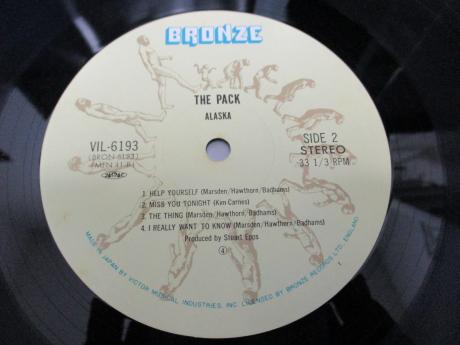 BRONZE
THE PACK
ALASKA
VIL-6193
SIDE 2
STEREO
33 1/3 RPM
1. HELP YOURSELF (Marsden/Hawthorn/Badhams)
2. MISS YOU TONIGHT (Kim Carnes)
3. THE THING (Marsden/Hawthorn/Badhams)
4. I REALLY WANT TO KNOW (Marsden/Hawthorn/Badhams)
Produced by Stuart Epps
4
MADE IN JAPAN BY VICTOR MUSICAL INDUSTRIES, INC. LICENSED BY BRONZE RECORDS LTD., ENGLAND